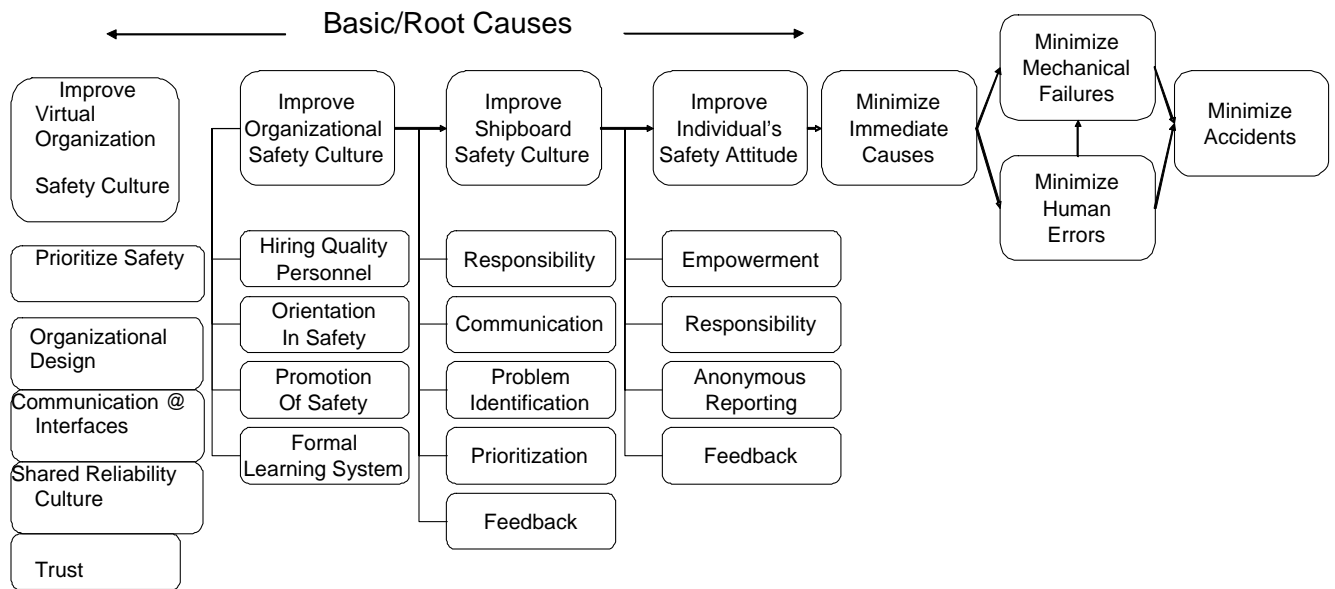 Basic/Root Causes
Improve
Virtual
Organization
Safety Culture
Prioritize Safety
Organizational
Design
Communication @
Interfaces
Shared Reliability
Culture
Trust
Improve
Organizational
Safety Culture
Hiring Quality
Personnel
Orientation
In Safety
Promotion
Of Safety
Formal
Learning System
Improve
Shipboard
Safety Culture
Responsibility
Communication
Problem
Identification
Prioritization
Feedback
Improve
Individual's
Safety Attitude
Empowerment
Responsibility
Anonymous
Reporting
Feedback
Minimize
Immediate
Causes
Minimize
Mechanical
Failures
Minimize
Human
Errors
Minimize
Accidents